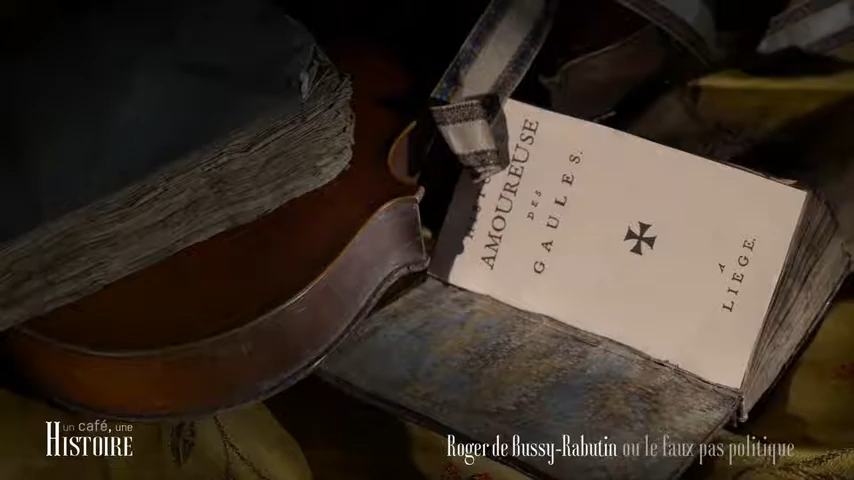 AMOUREUSE
DES
GAULES.
A
LIEGE.
un café, une
HISTOIRE
Roger de Bussy-Rabutin ou le faux pas politique